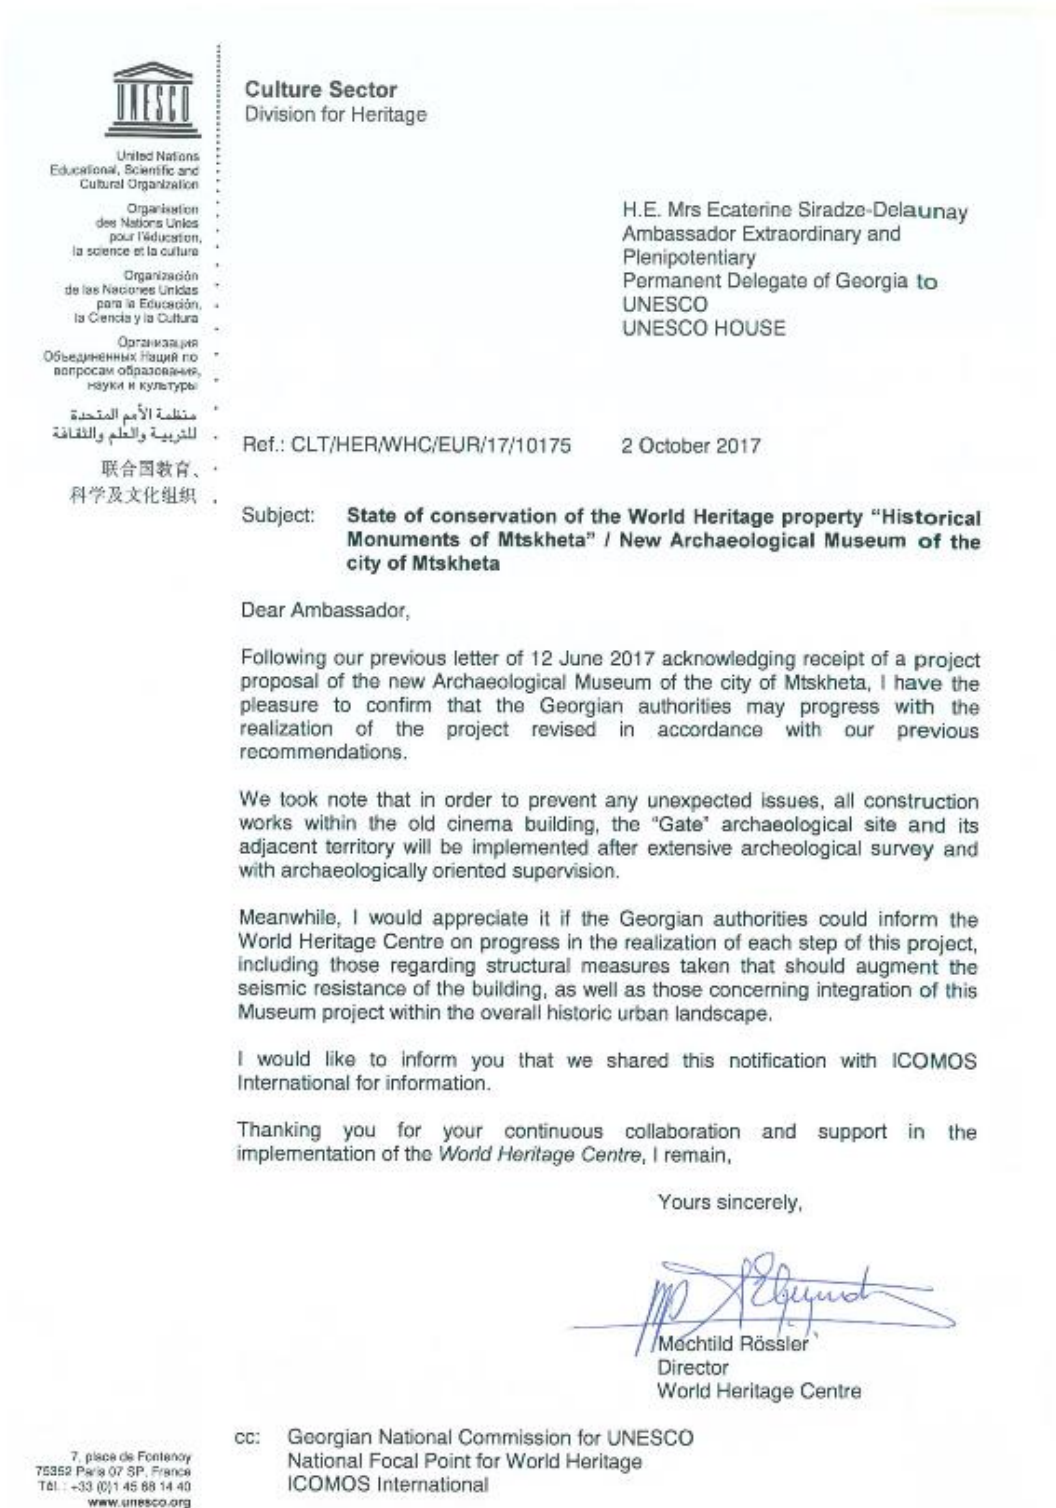 UNESCO
United Nations
Educational, Scientific and
Cultural Organization
Organisation
des Nations Unies
pour l'éducation,
la science et la culture
Organización
de las Naciones Unidas
para la Educación,
la Ciencia y la Cultura
Организация
Объединенных Наций по
вопросам образования,
науки и культуры
منظمة الأمم المتحدة
للتربية والعلم والثقافة
联合国教育、
科学及文化组织
Culture Sector
Division for Heritage
H.E. Mrs Ecaterine Siradze-Delaunay
Ambassador Extraordinary and
Plenipotentiary
Permanent Delegate of Georgia to
UNESCO
UNESCO HOUSE
Ref.: CLT/HER/WHC/EUR/17/10175 2 October 2017
Subject: State of conservation of the World Heritage property “Historical
Monuments of Mtskheta” / New Archaeological Museum of the
city of Mtskheta
Dear Ambassador,
Following our previous letter of 12 June 2017 acknowledging receipt of a project
proposal of the new Archaeological Museum of the city of Mtskheta, I have the
pleasure to confirm that the Georgian authorities may progress with the
realization of the project revised in accordance with our previous
recommendations.
We took note that in order to prevent any unexpected issues, all construction
works within the old cinema building, the “Gate” archaeological site and its
adjacent territory will be implemented after extensive archeological survey and
with archaeologically oriented supervision.
Meanwhile, I would appreciate it if the Georgian authorities could inform the
World Heritage Centre on progress in the realization of each step of this project,
including those regarding structural measures taken that should augment the
seismic resistance of the building, as well as those concerning integration of this
Museum project within the overall historic urban landscape.
I would like to inform you that we shared this notification with ICOMOS
International for information.
Thanking you for your continuous collaboration and support in the
implementation of the World Heritage Centre, I remain,
Yours sincerely,
Mechtild Rössler
Director
World Heritage Centre
cc: Georgian National Commission for UNESCO
National Focal Point for World Heritage
ICOMOS International
7, place de Fontenoy
75352 Paris 07 SP, France
Tél. : +33 (0)1 45 68 14 40
www.unesco.org